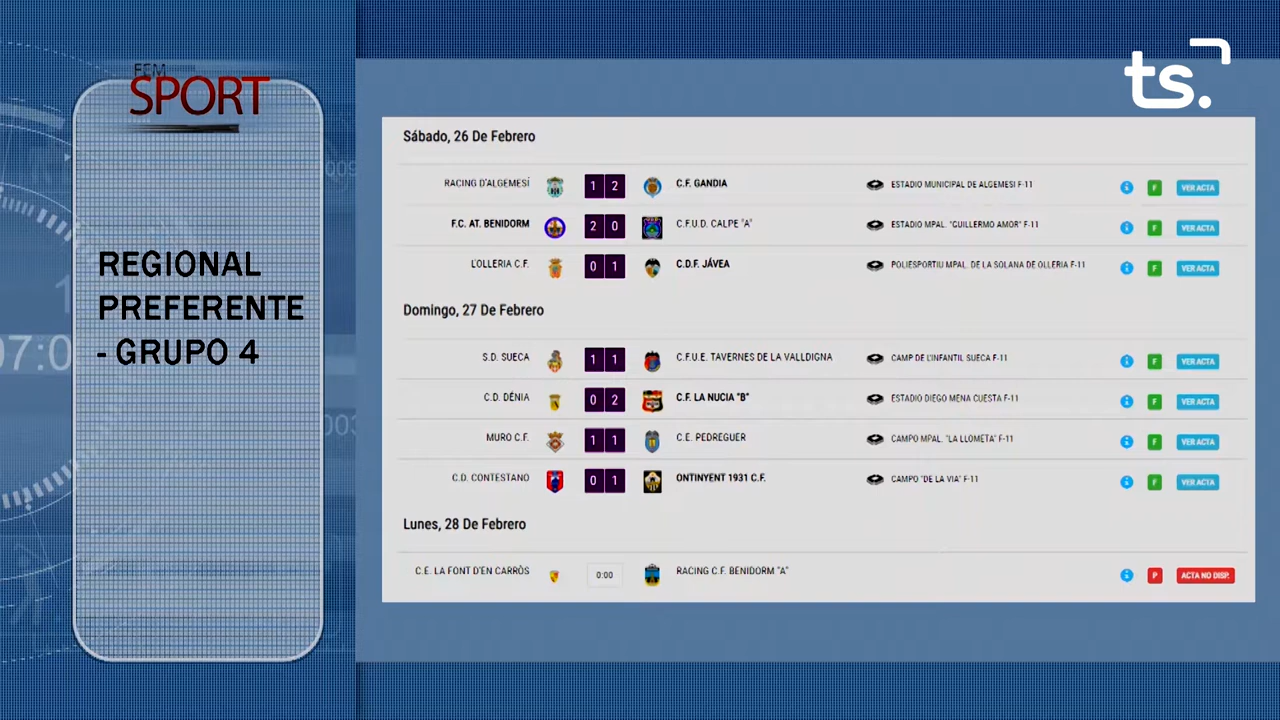 FEM
SPORT
ts.
REGIONAL
PREFERENTE
- GRUPO 4
Sábado, 26 De Febrero
RACING D'ALGEMESÍ 1 2 C.F. GANDIA ESTADIO MUNICIPAL DE ALGEMESI F-11 i F VER ACTA
F.C. AT. BENIDORM 2 0 C.F.U.D. CALPE "A" ESTADIO MPAL. "GUILLERMO AMOR" F-11 i F VER ACTA
L'OLLERIA C.F. 0 1 C.D.F. JÁVEA POLIESPORTIU MPAL. DE LA SOLANA DE OLLERIA F-11 i F VER ACTA
Domingo, 27 De Febrero
S.D. SUECA 1 1 C.F.U.E. TAVERNES DE LA VALLDIGNA CAMP DE L'INFANTIL SUECA F-11 i F VER ACTA
C.D. DÉNIA 0 2 C.F. LA NUCIA "B" ESTADIO DIEGO MENA CUESTA F-11 i F VER ACTA
MURO C.F. 1 1 C.E. PEDREGUER CAMPO MPAL. "LA LLOMETA" F-11 i F VER ACTA
C.D. CONTESTANO 0 1 ONTINYENT 1931 C.F. CAMPO "DE LA VIA" F-11 i F VER ACTA
Lunes, 28 De Febrero
C.E. LA FONT D'EN CARRÒS 0:00 RACING C.F. BENIDORM "A" i P ACTA NO DISP.